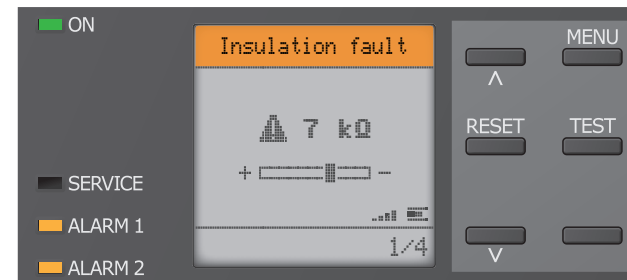 ON
Insulation fault
MENU
7 kΩ
+ -
RESET
TEST
SERVICE
ALARM 1
1/4
ALARM 2